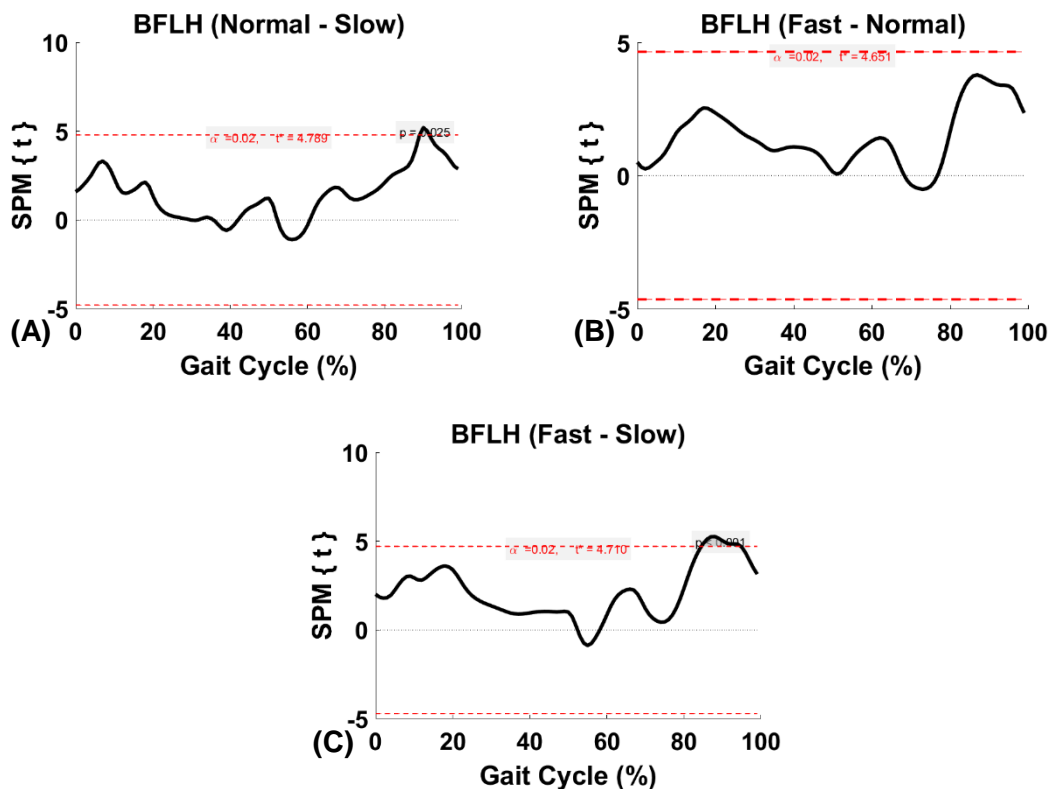 BFLH (Normal - Slow)
10
5
0
-5
SPM { t }
α =0.02, t* = 4.789
p = 0.025
0 20 40 60 80 100
Gait Cycle (%)
(A)
BFLH (Fast - Normal)
5
0
-5
SPM { t }
α =0.02, t* = 4.651
0 20 40 60 80 100
Gait Cycle (%)
(B)
BFLH (Fast - Slow)
10
5
0
-5
SPM { t }
α =0.02, t* = 4.710
0 20 40 60 80 100
Gait Cycle (%)
(C)